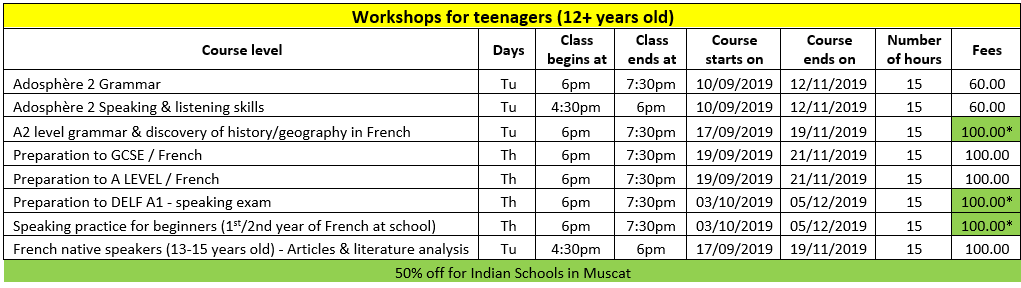 Workshops for teenagers (12+ years old)
Course level Days Class begins at Class ends at Course starts on Course ends on Number of hours Fees
Adosphère 2 Grammar Tu 6pm 7:30pm 10/09/2019 12/11/2019 15 60.00
Adosphère 2 Speaking & listening skills Tu 4:30pm 6pm 10/09/2019 12/11/2019 15 60.00
A2 level grammar & discovery of history/geography in French Tu 6pm 7:30pm 17/09/2019 19/11/2019 15 100.00*
Preparation to GCSE / French Th 6pm 7:30pm 19/09/2019 21/11/2019 15 100.00
Preparation to A LEVEL / French Th 6pm 7:30pm 19/09/2019 21/11/2019 15 100.00
Preparation to DELF A1 - speaking exam Th 6pm 7:30pm 03/10/2019 05/12/2019 15 100.00*
Speaking practice for beginners (1st/2nd year of French at school) Th 6pm 7:30pm 03/10/2019 05/12/2019 15 100.00*
French native speakers (13-15 years old) - Articles & literature analysis Tu 4:30pm 6pm 17/09/2019 19/11/2019 15 100.00
50% off for Indian Schools in Muscat